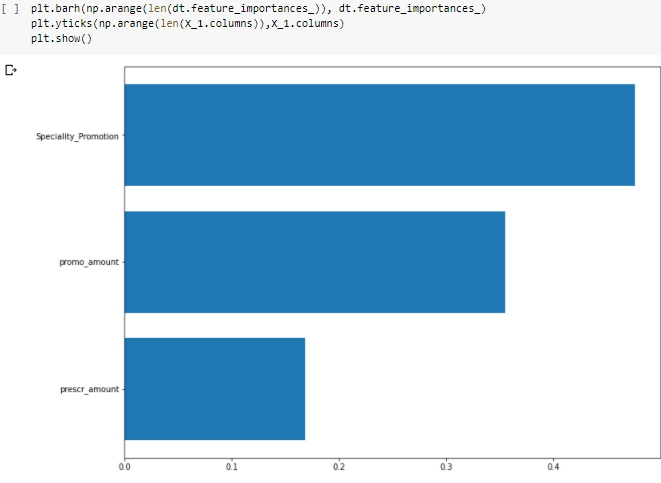 [ ] plt.barh(np.arange(len(dt.feature_importances_)), dt.feature_importances_)
plt.yticks(np.arange(len(X_1.columns)),X_1.columns)
plt.show()
Speciality_Promotion
promo_amount
prescr_amount
0.0 0.1 0.2 0.3 0.4